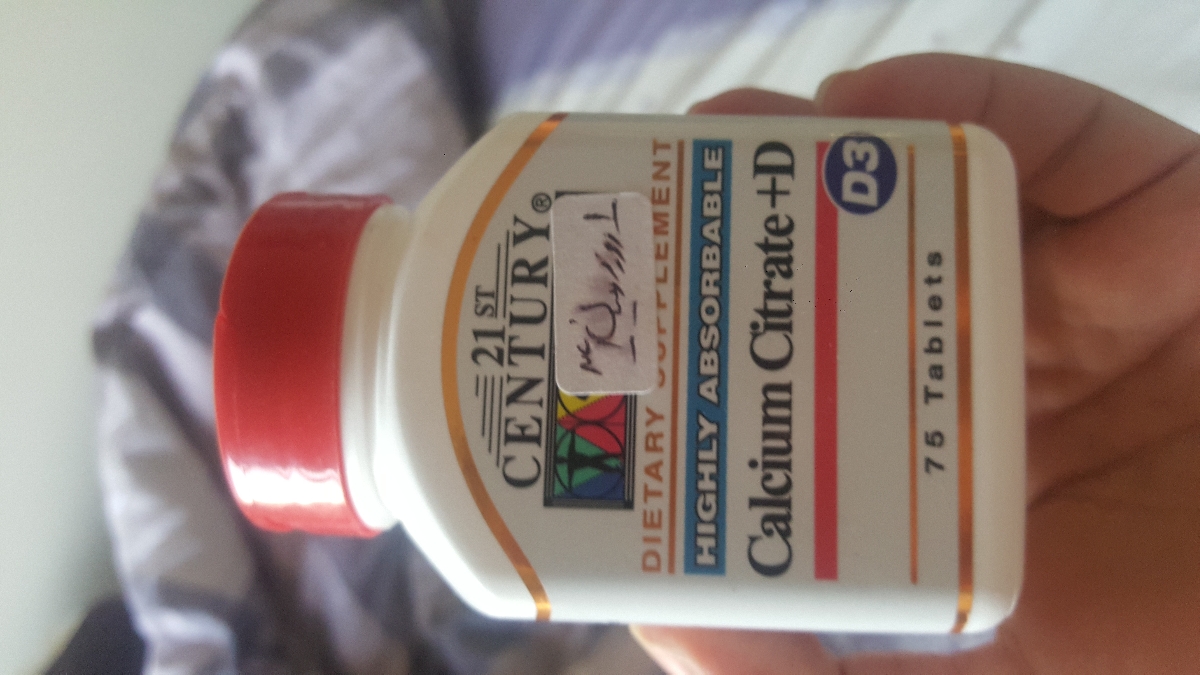 21ST
CENTURY®
DIETARY SUPPLEMENT
HIGHLY ABSORBABLE
Calcium Citrate+D
D3
75 Tablets